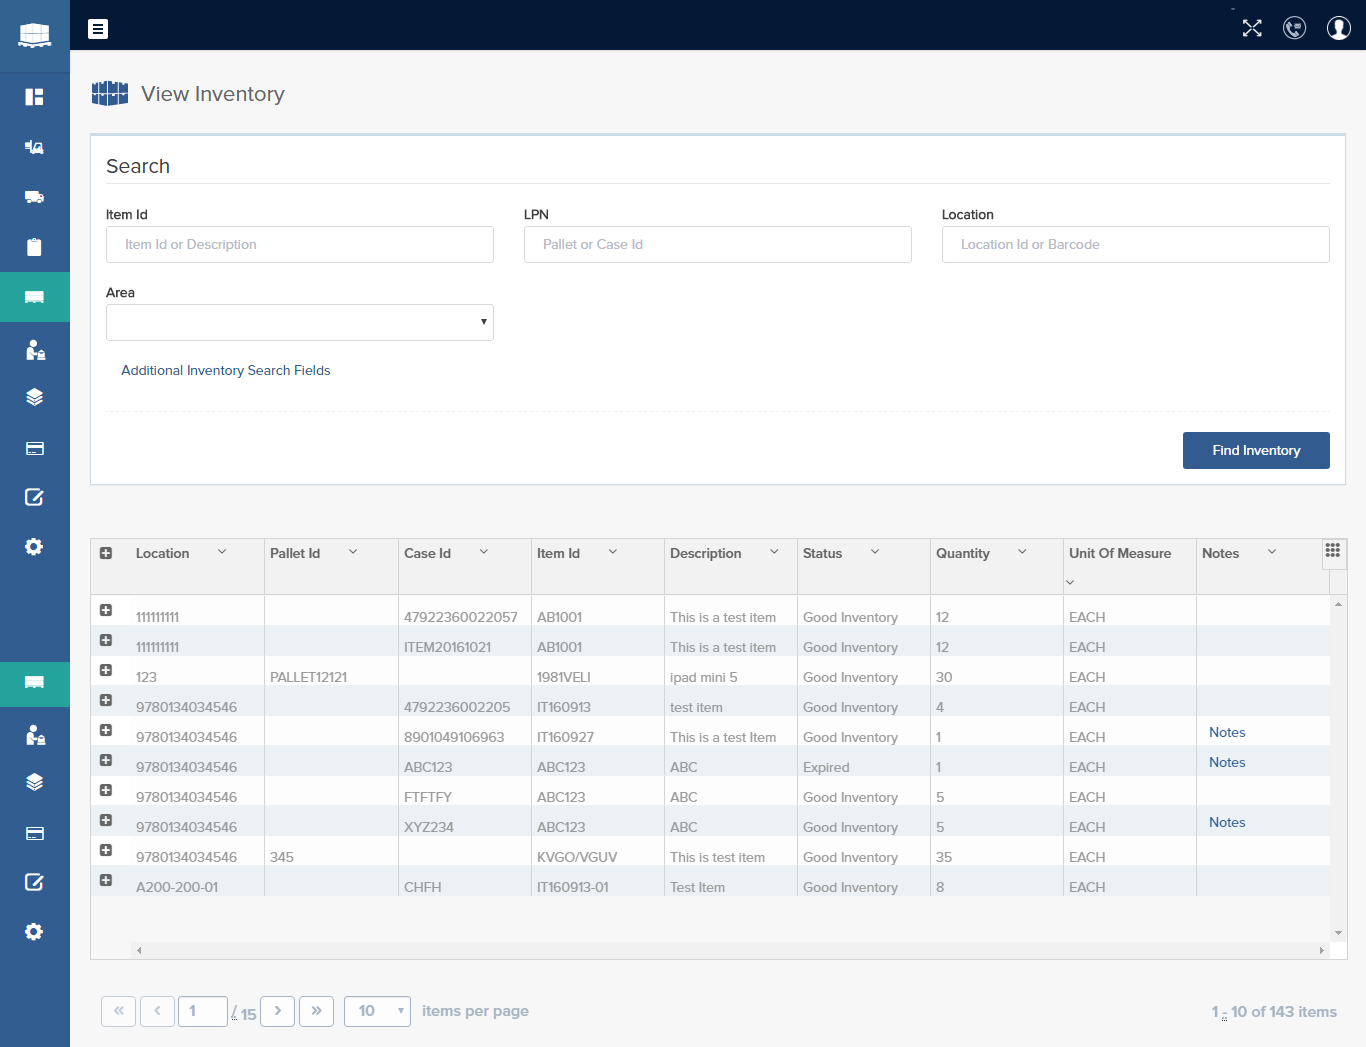 View Inventory
Search
Item Id LPN Location
Item Id or Description Pallet or Case Id Location Id or Barcode
Area
Additional Inventory Search Fields
Find Inventory
Location Pallet Id Case Id Item Id Description Status Quantity Unit Of Measure Notes
111111111 47922360022057 AB1001 This is a test item Good Inventory 12 EACH
111111111 ITEM20161021 AB1001 This is a test item Good Inventory 12 EACH
123 PALLET12121 1981VELI ipad mini 5 Good Inventory 30 EACH
9780134034546 4792236002205 IT160913 test item Good Inventory 4 EACH
9780134034546 8901049106963 IT160927 This is a test Item Good Inventory 1 EACH Notes
9780134034546 ABC123 ABC123 ABC Expired 1 EACH Notes
9780134034546 FTFTFY ABC123 ABC Good Inventory 5 EACH
9780134034546 XYZ234 ABC123 ABC Good Inventory 5 EACH Notes
9780134034546 345 KVGO/VGUV This is test item Good Inventory 35 EACH
A200-200-01 CHFH IT160913-01 Test Item Good Inventory 8 EACH
1 / 15 10 items per page 1 - 10 of 143 items